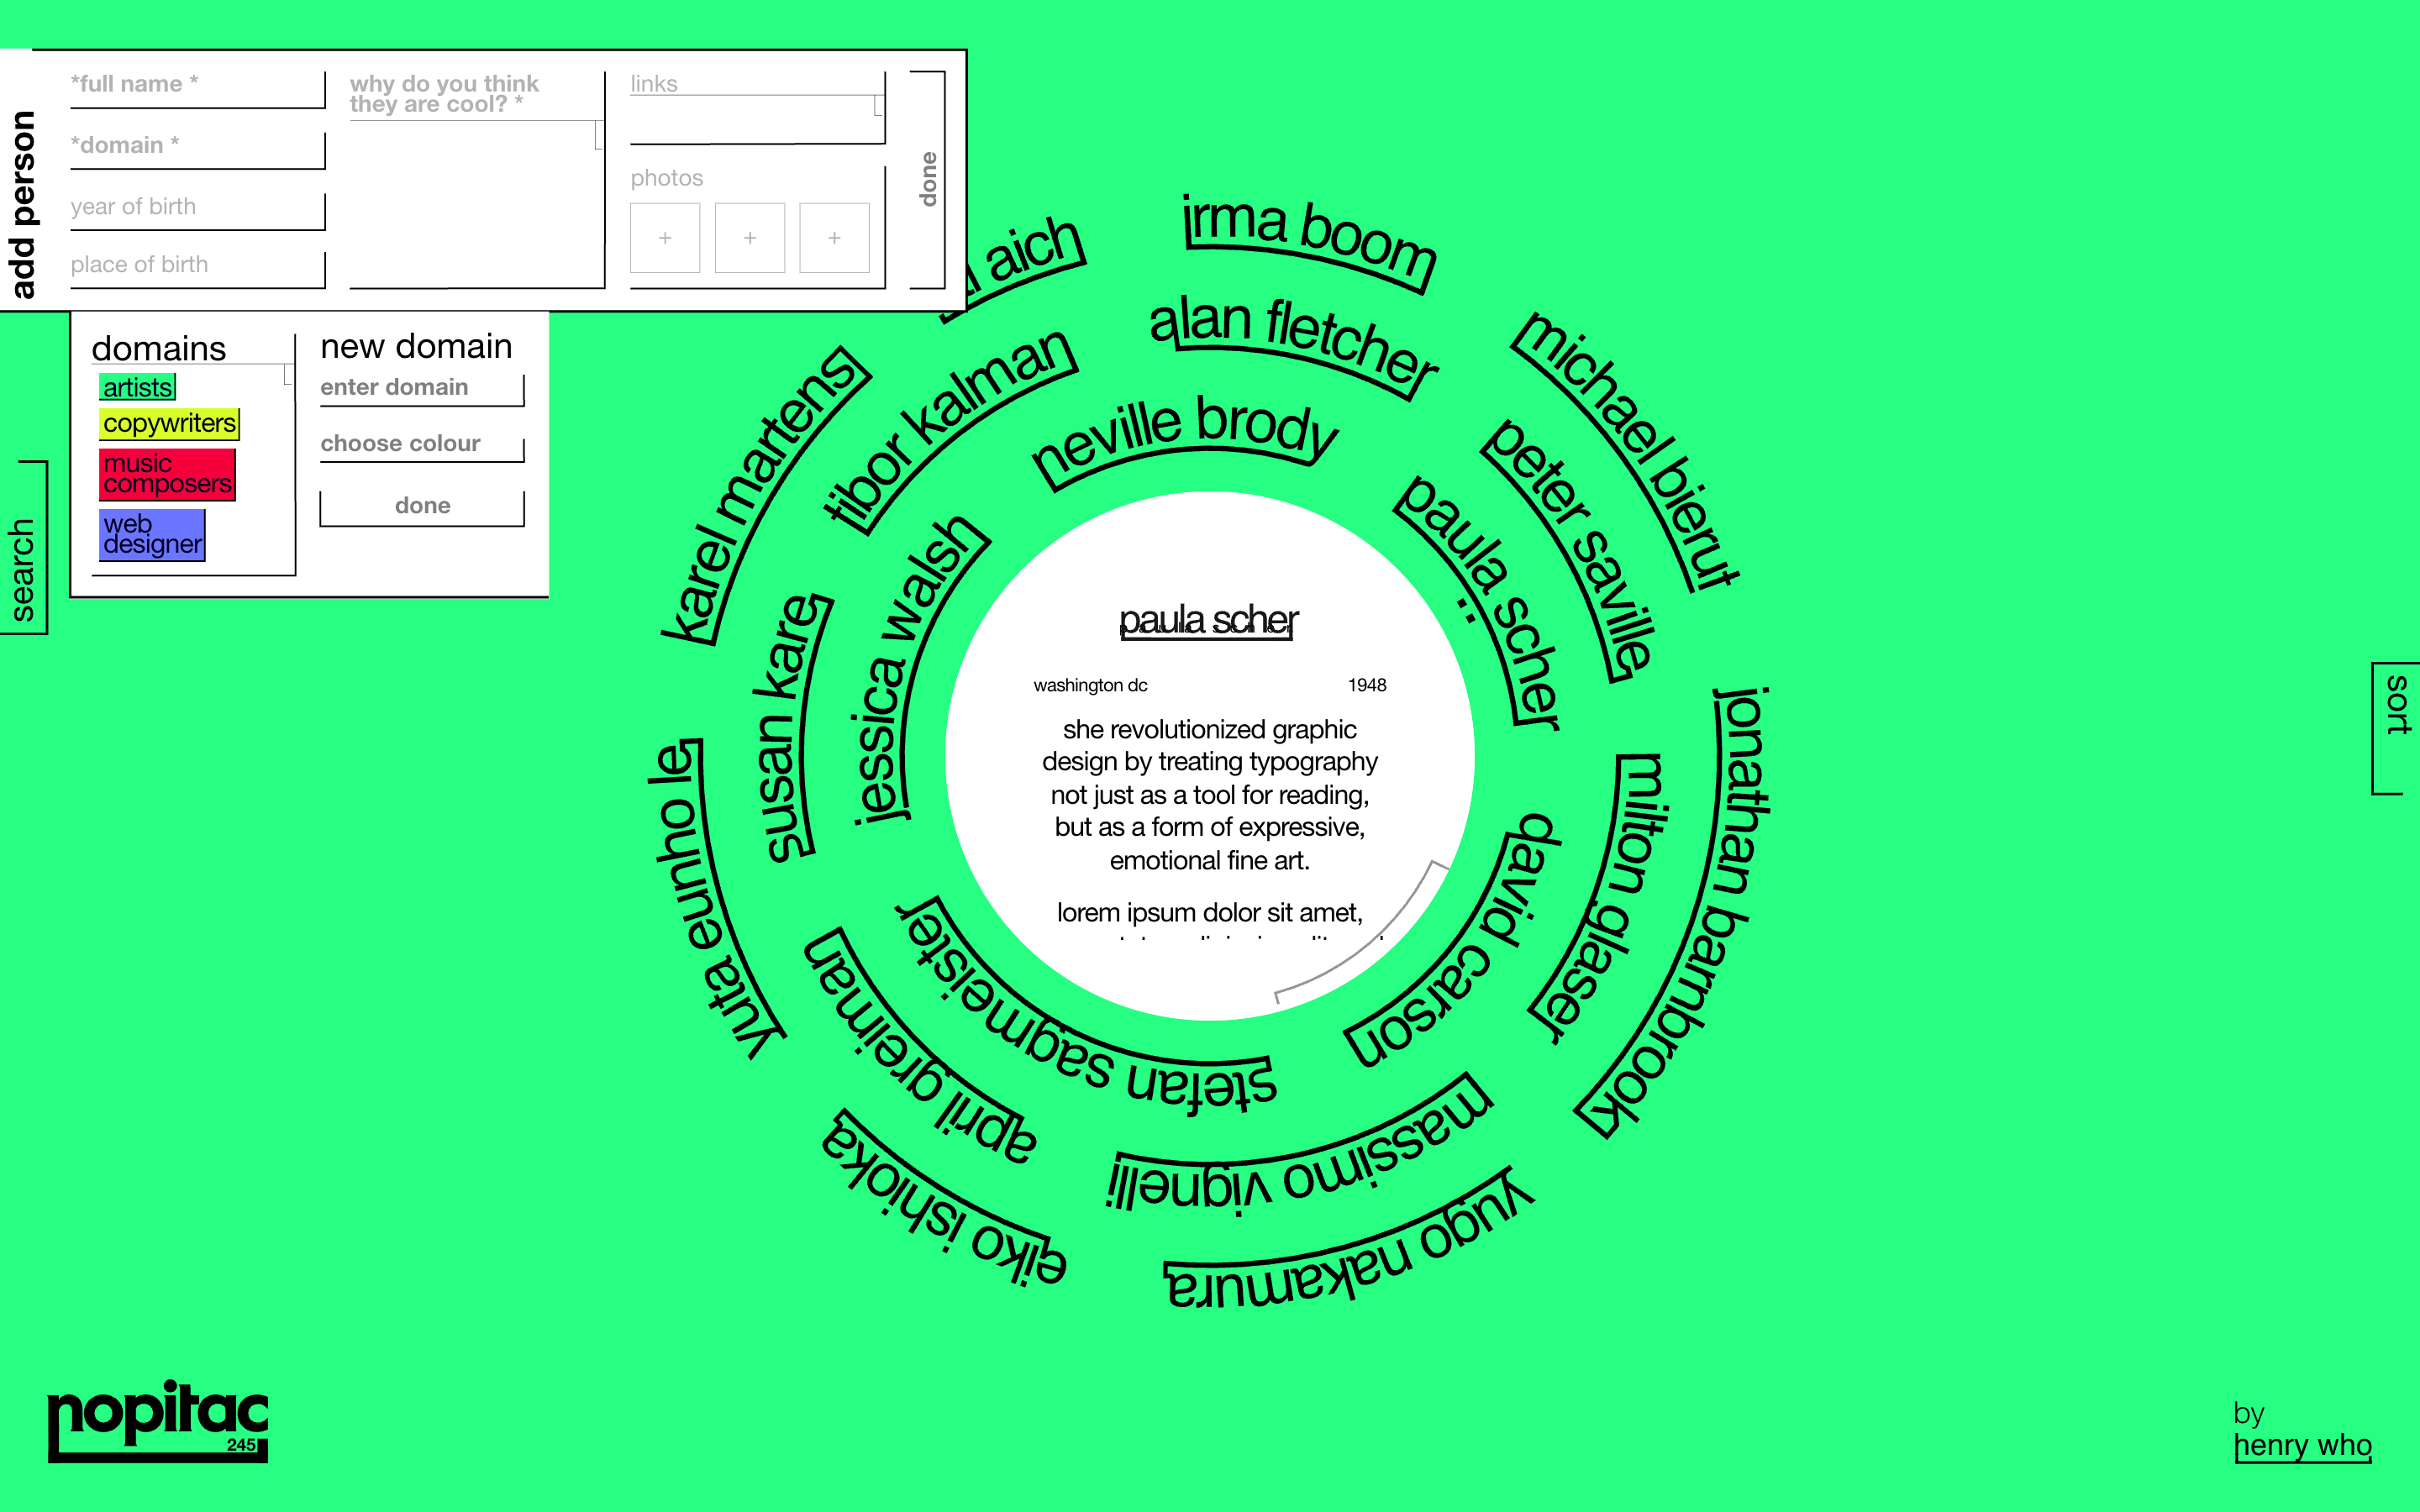 add person
*full name *
*domain *
year of birth
place of birth
why do you think
they are cool? *
links
photos
+ + +
done
domains
artists
copywriters
music
composers
web
designer
new domain
enter domain
choose colour
done
search
sort
aich
irma boom
michael bierut
jonathan barnbrook
yugo nakamura
eiko ishioka
yuta eunho le
karel martens
tibor kalman
alan fletcher
peter saville
milton glaser
massimo vignelli
april greiman
susan kare
neville brody
paula scher
david carson
stefan sagmeister
jessica walsh
paula scher
paula scher
washington dc 1948
she revolutionized graphic
design by treating typography
not just as a tool for reading,
but as a form of expressive,
emotional fine art.
lorem ipsum dolor sit amet,
nopitac
245
by
henry who